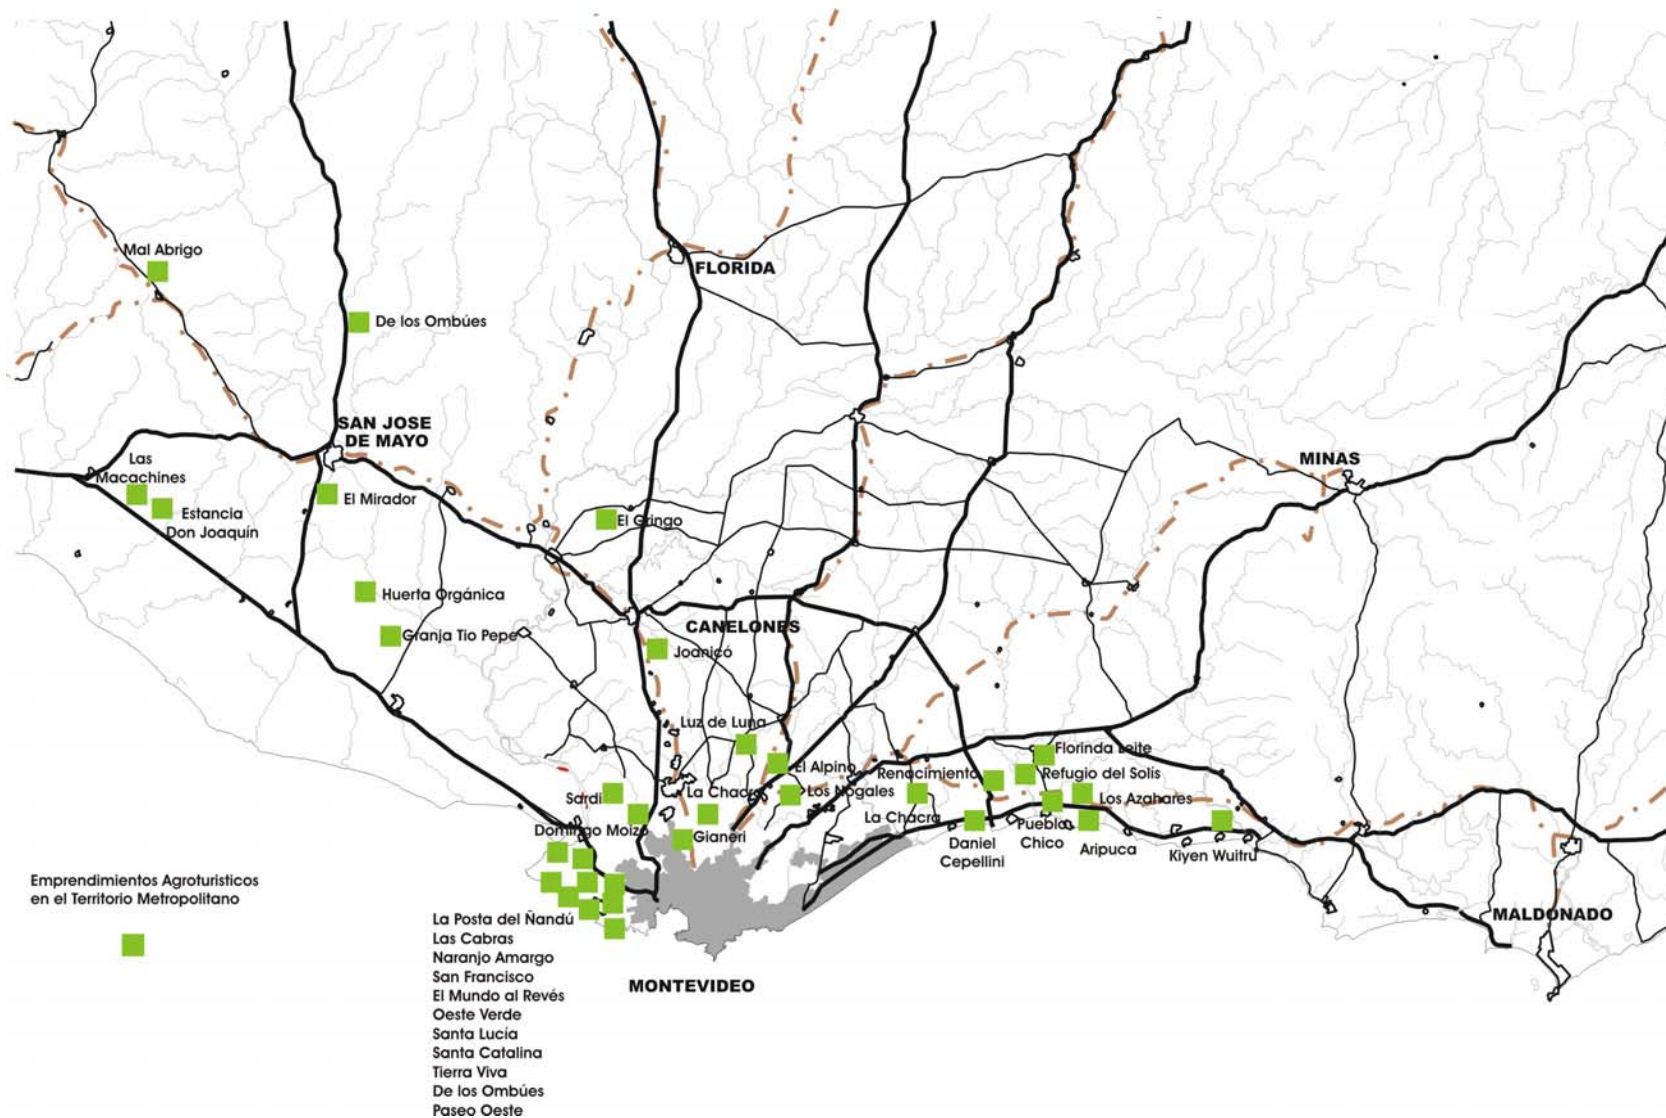 Mal Abrigo
FLORIDA
De los Ombúes
SAN JOSE
DE MAYO
Las
Macachines
MINAS
El Mirador
Estancia
Don Joaquín
El Gringo
Huerta Orgánica
Granja Tio Pepe
CANELONES
Joanicó
Luz de Luna
Florinda Leite
El Alpino
Renacimiento
Refugio del Solís
Sardi
La Chacra
Los Nogales
Los Azahares
La Chacra
Domingo Moizo
Gianeri
Pueblo
Chico
Daniel
Cepellini
Aripuca
Kiyen Wuitru
Emprendimientos Agroturisticos
en el Territorio Metropolitano
MALDONADO
La Posta del Ñandú
Las Cabras
Naranjo Amargo
San Francisco
El Mundo al Revés
Oeste Verde
Santa Lucía
Santa Catalina
Tierra Viva
De los Ombúes
Paseo Oeste
MONTEVIDEO